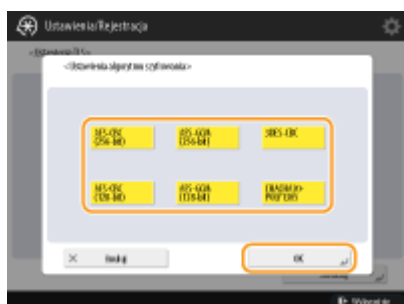 Ustawienia/Rejestracja
<Ustawienia TLS>
<Ustawienia algorytmu szyfrowania>
AES-CBC
(256-bit)
AES-GCM
(256-bit)
3DES-CBC
AES-CBC
(128-bit)
AES-GCM
(128-bit)
CHACHA20-
POLY1305
Anuluj
OK